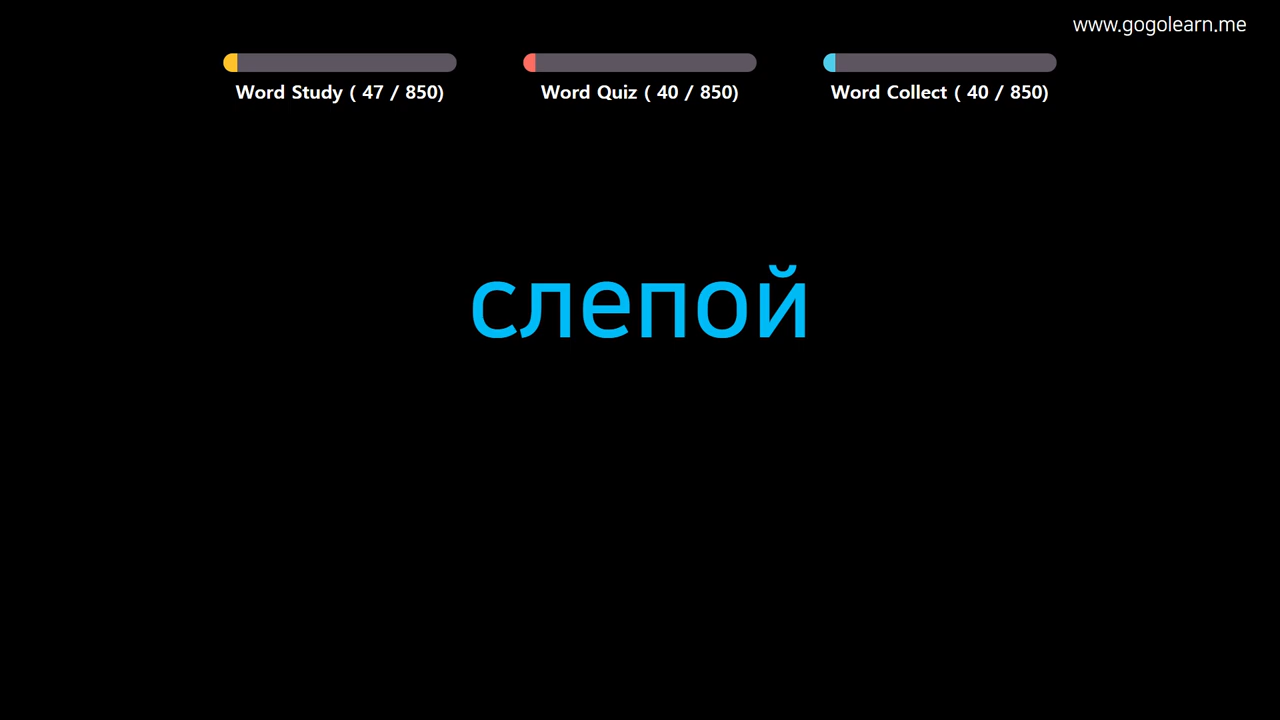 www.gogolearn.me
Word Study ( 47 / 850)
Word Quiz ( 40 / 850)
Word Collect ( 40 / 850)
слепой